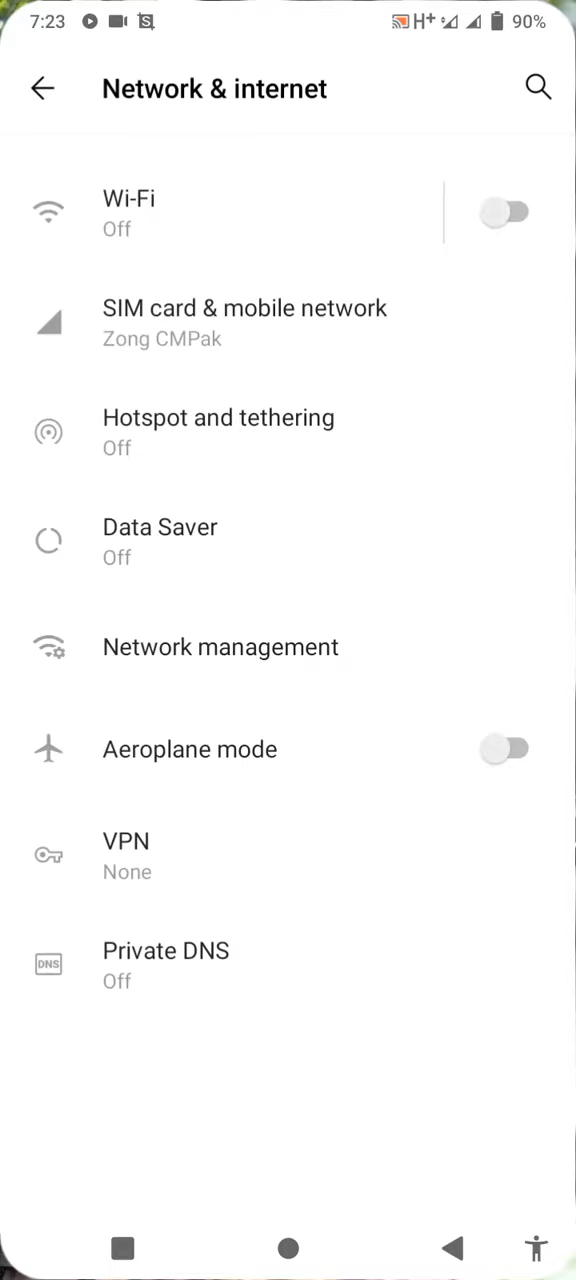 7:23 H+ 90%
Network & internet
Wi-Fi
Off
SIM card & mobile network
Zong CMPak
Hotspot and tethering
Off
Data Saver
Off
Network management
Aeroplane mode
VPN
None
DNS
Private DNS
Off